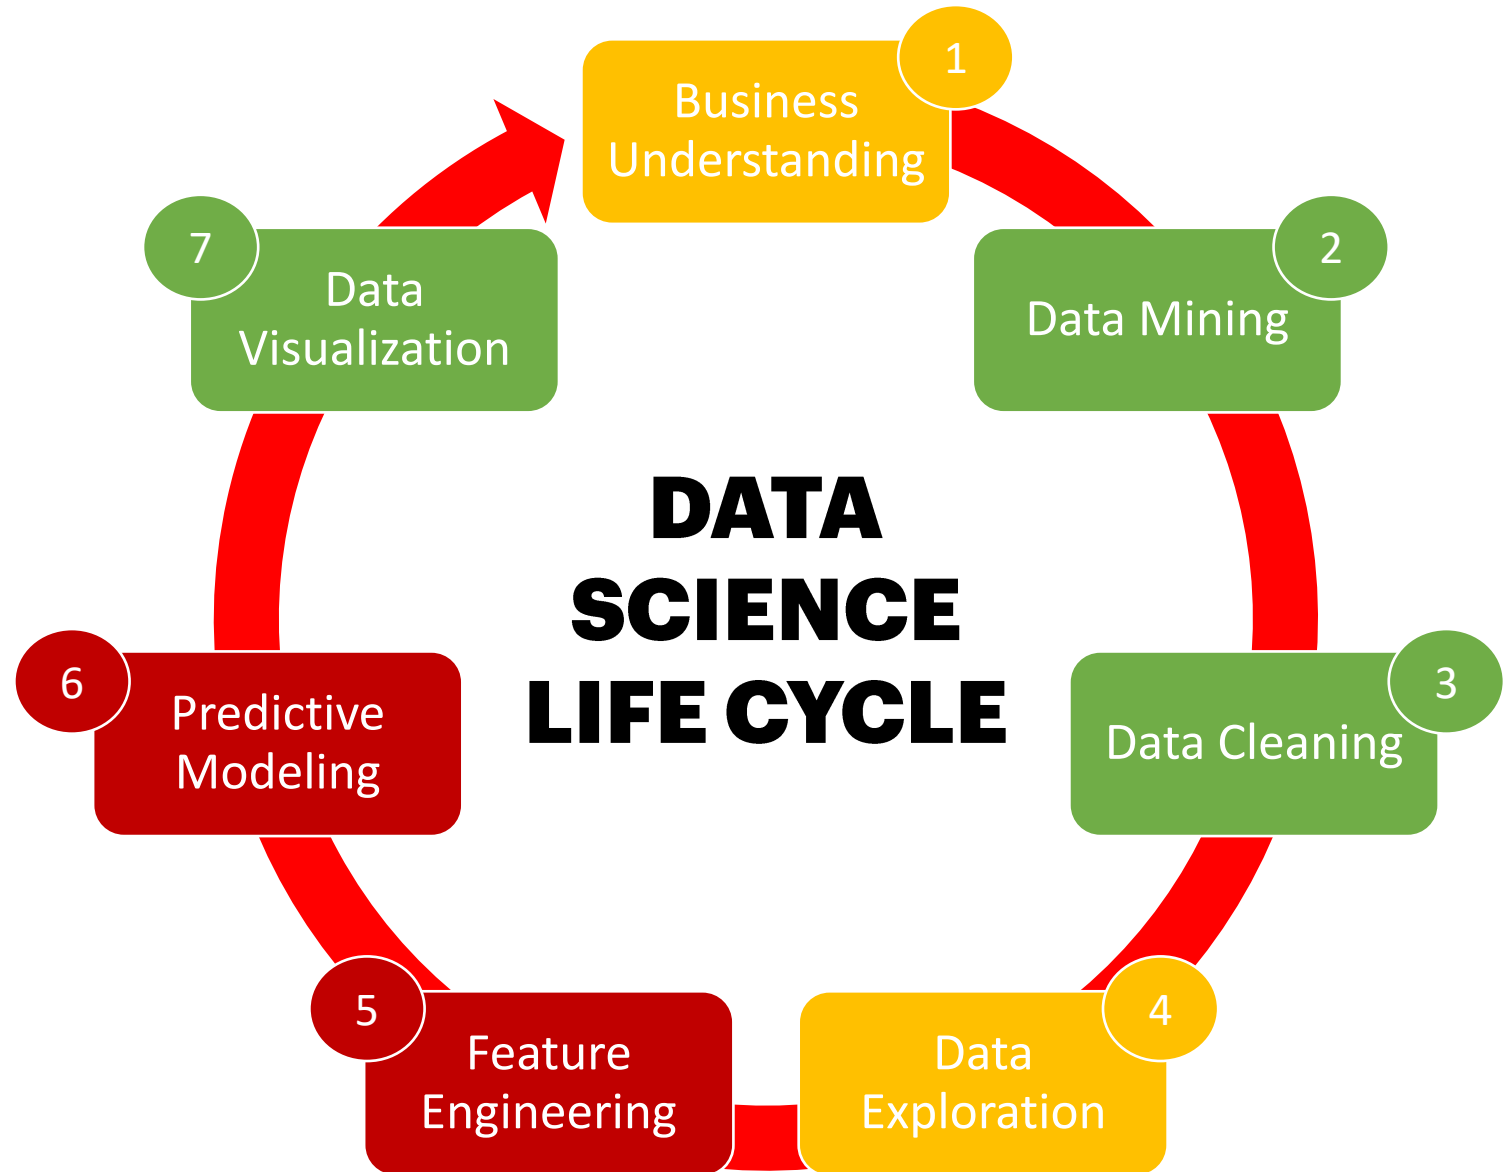 1
Business
Understanding
2
Data Mining
3
Data Cleaning
4
Data
Exploration
5
Feature
Engineering
6
Predictive
Modeling
7
Data
Visualization
DATA
SCIENCE
LIFE CYCLE